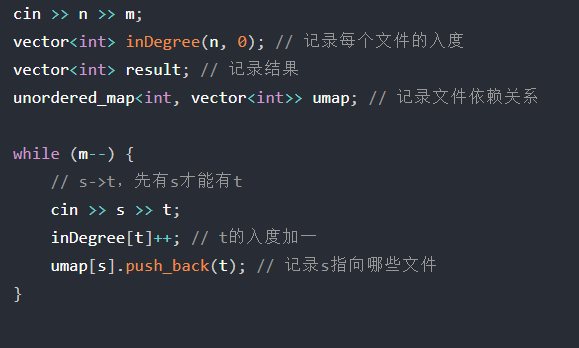 cin >> n >> m;
vector<int> inDegree(n, 0); // 记录每个文件的入度
vector<int> result; // 记录结果
unordered_map<int, vector<int>> umap; // 记录文件依赖关系
while (m--) {
// s->t，先有s才能有t
cin >> s >> t;
inDegree[t]++; // t的入度加一
umap[s].push_back(t); // 记录s指向哪些文件
}